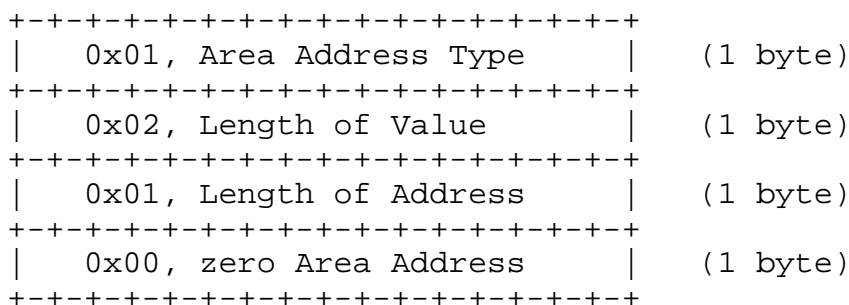 +-+-+-+-+-+-+-+-+-+-+-+-+-+-+-+-+
|   0x01, Area Address Type     |   (1 byte)
+-+-+-+-+-+-+-+-+-+-+-+-+-+-+-+-+
|   0x02, Length of Value       |   (1 byte)
+-+-+-+-+-+-+-+-+-+-+-+-+-+-+-+-+
|   0x01, Length of Address     |   (1 byte)
+-+-+-+-+-+-+-+-+-+-+-+-+-+-+-+-+
|   0x00, zero Area Address     |   (1 byte)
+-+-+-+-+-+-+-+-+-+-+-+-+-+-+-+-+